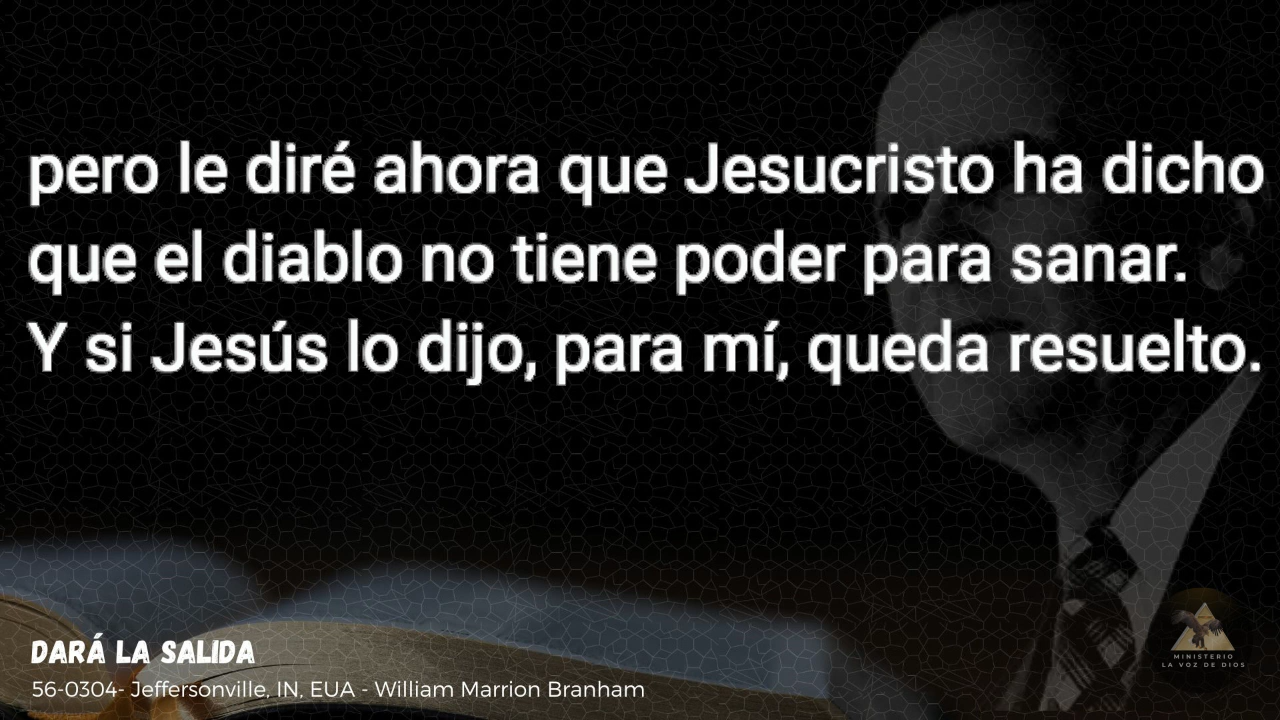 pero le diré ahora que Jesucristo ha dicho
que el diablo no tiene poder para sanar.
Y si Jesús lo dijo, para mí, queda resuelto.
DARÁ LA SALIDA
56-0304- Jeffersonville, IN, EUA - William Marrion Branham
MINISTERIO
LA VOZ DE DIOS